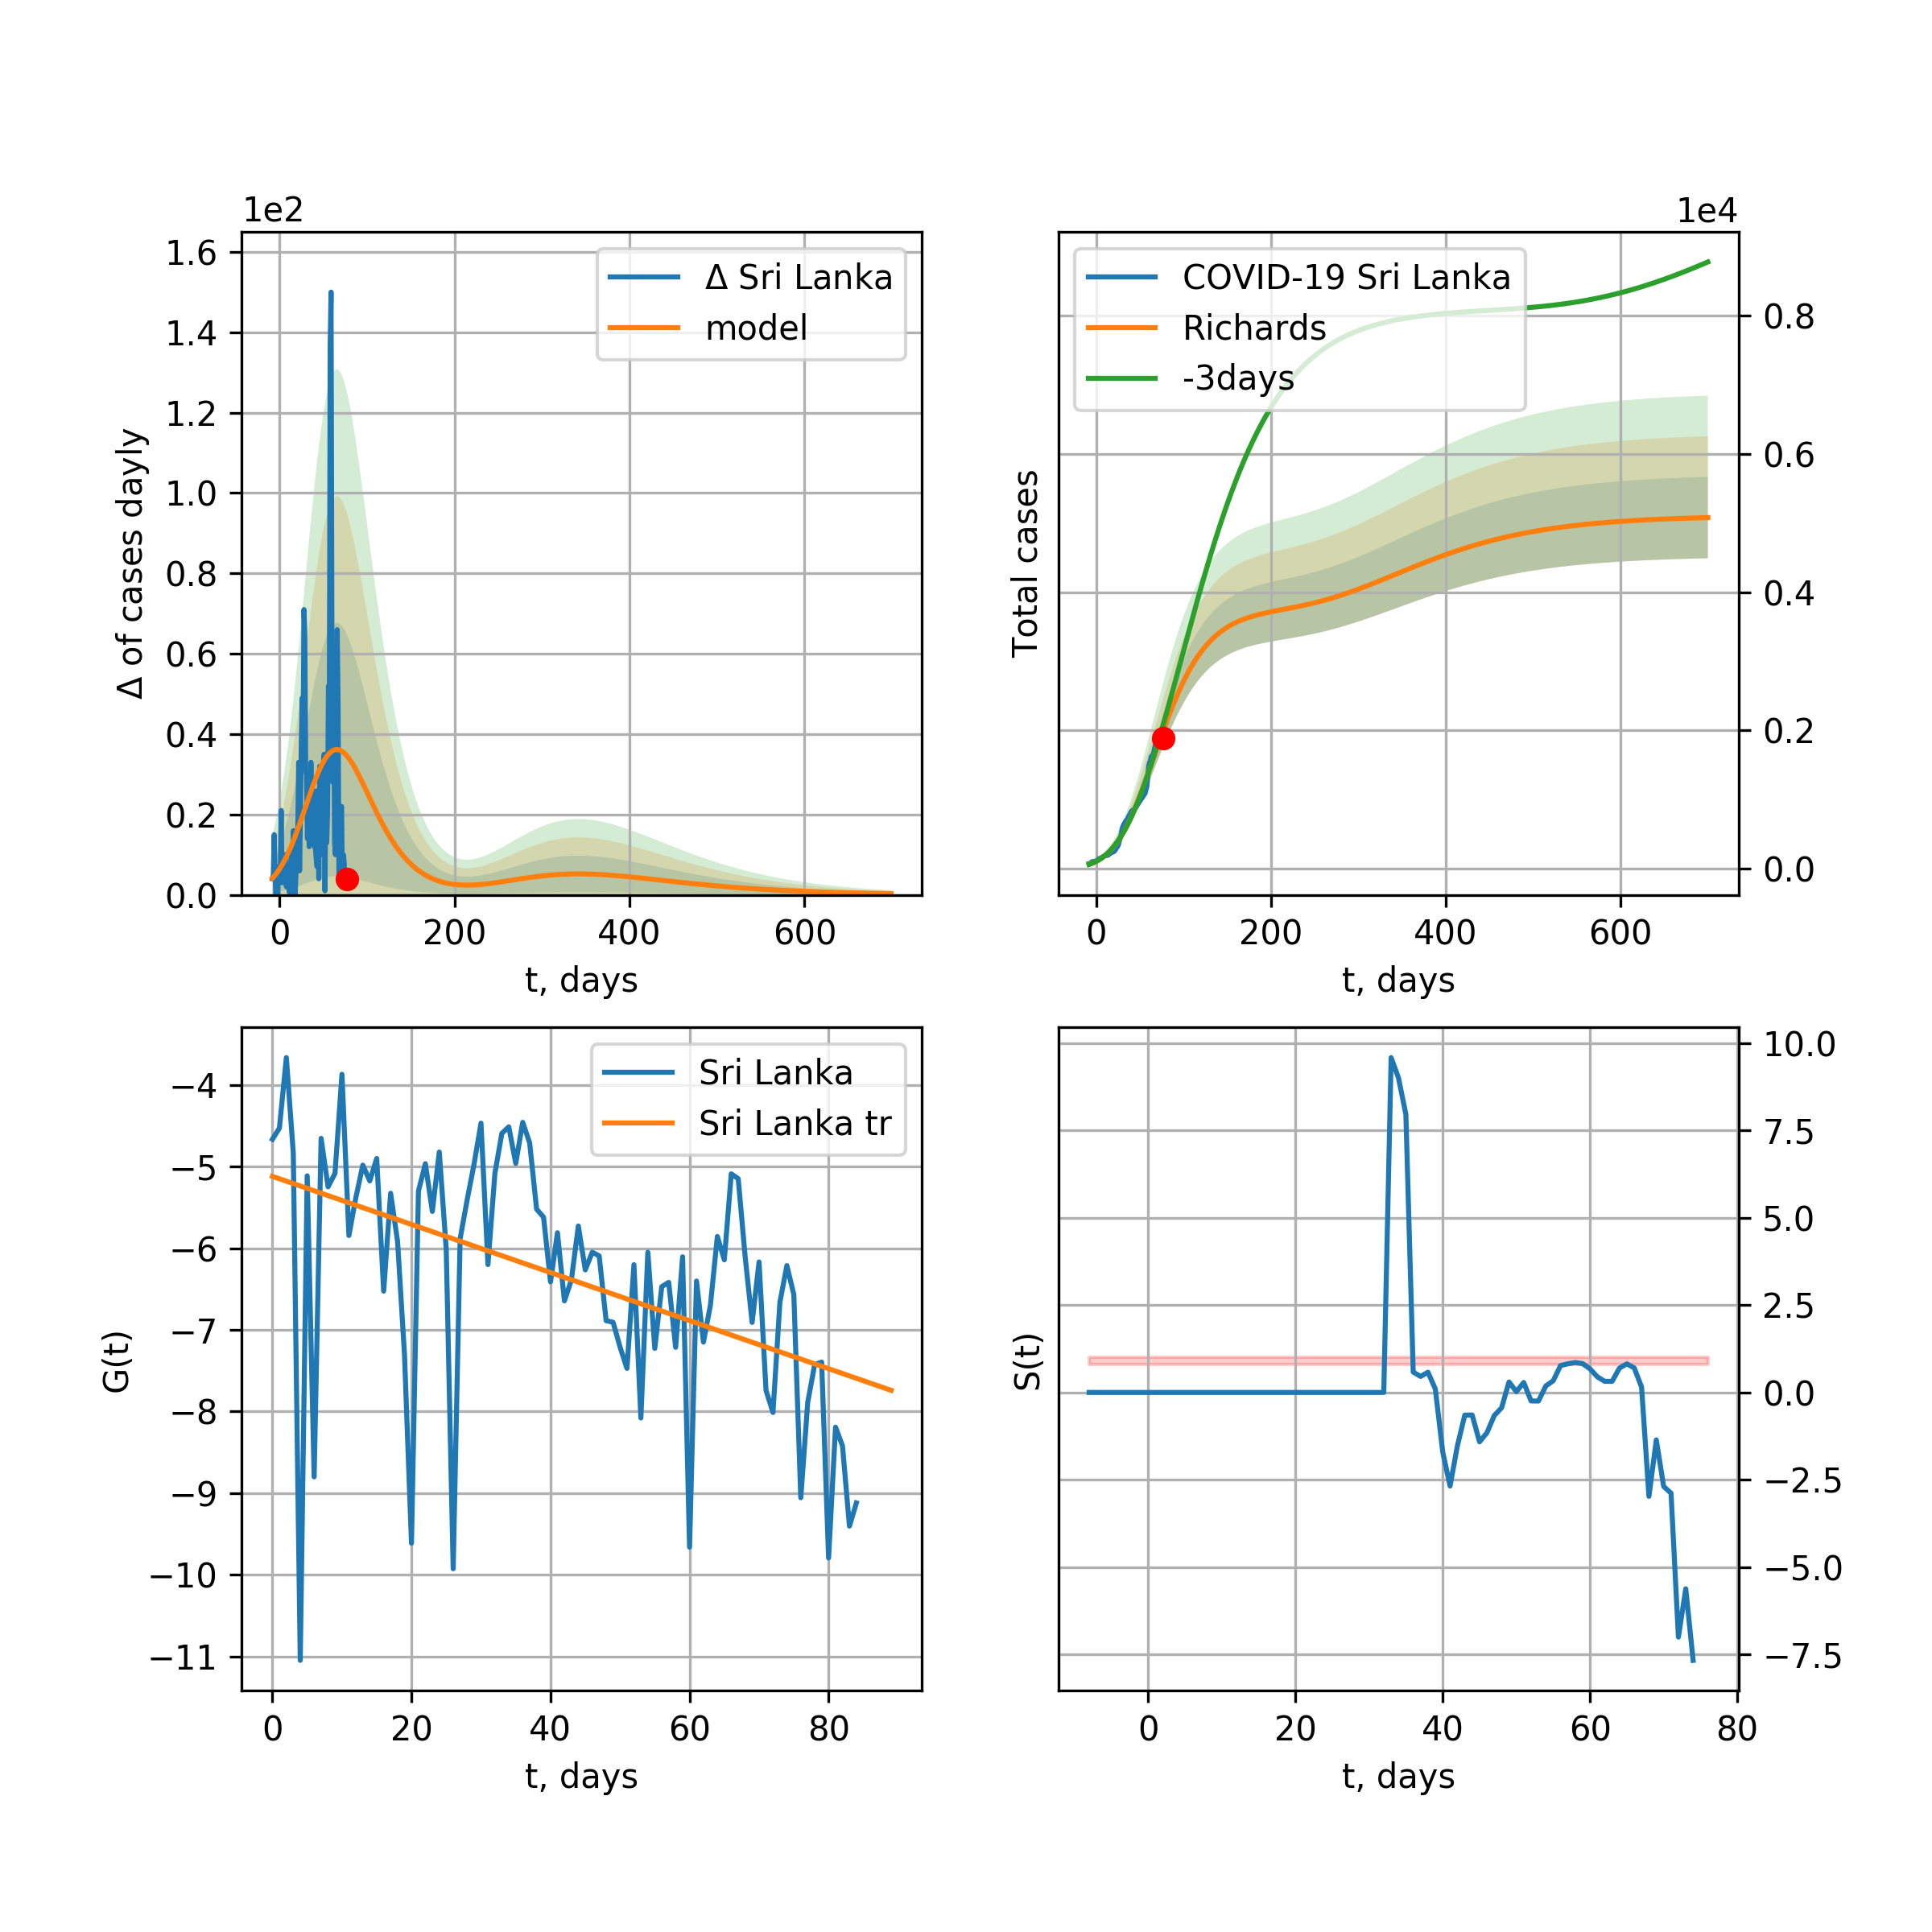 1e2
1.6
1.4
1.2
1.0
0.8
0.6
0.4
0.2
0.0
Δ of cases dayly
0 200 400 600
t, days
Δ Sri Lanka
model
1e4
COVID-19 Sri Lanka
Richards
-3days
Total cases
0.8
0.6
0.4
0.2
0.0
0 200 400 600
t, days
−4
−5
−6
−7
−8
−9
−10
−11
G(t)
Sri Lanka
Sri Lanka tr
0 20 40 60 80
t, days
S(t)
10.0
7.5
5.0
2.5
0.0
−2.5
−5.0
−7.5
0 20 40 60 80
t, days